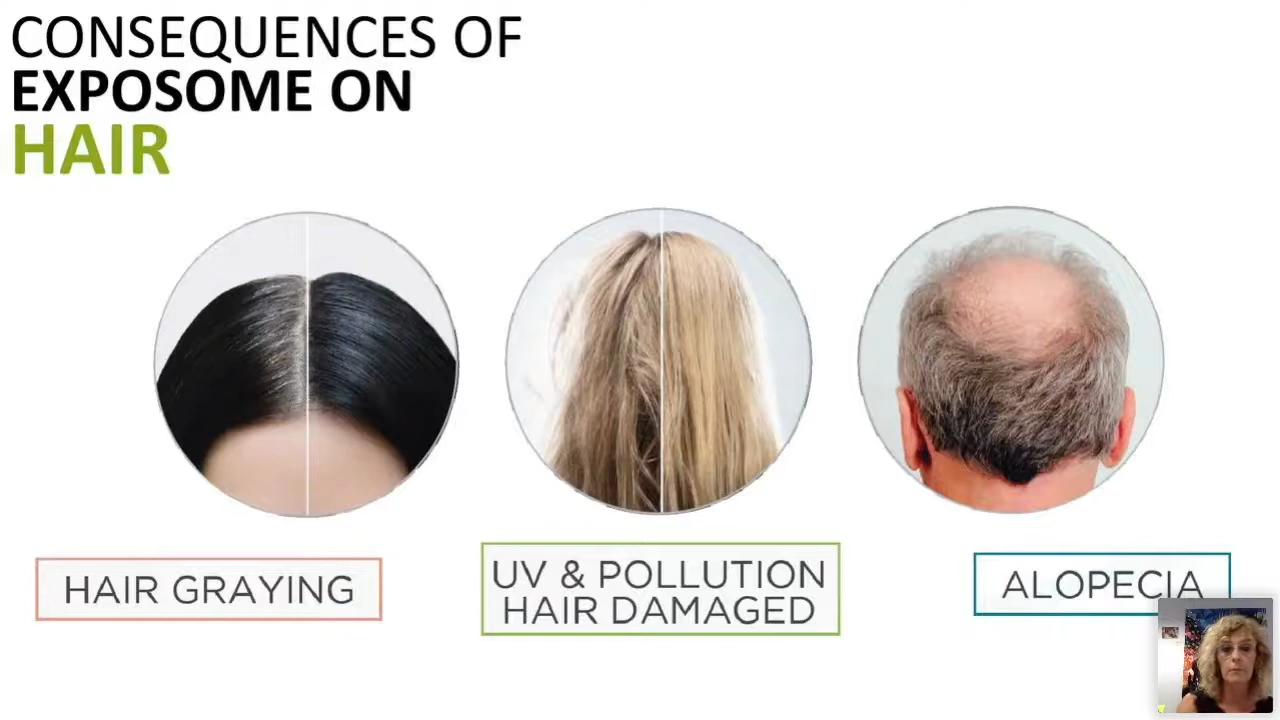 CONSEQUENCES OF
EXPOSOME ON
HAIR
HAIR GRAYING
UV & POLLUTION
HAIR DAMAGED
ALOPECIA